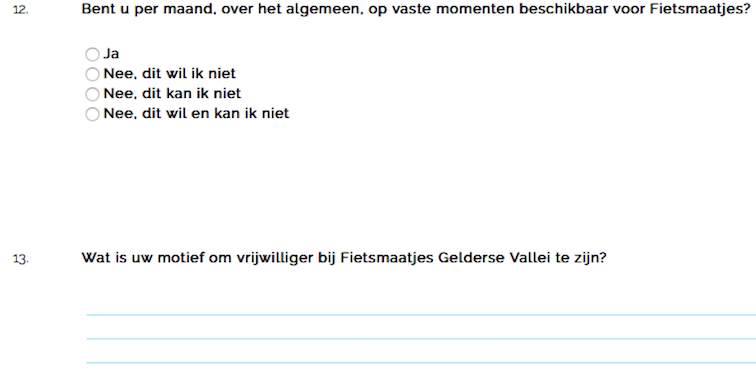 12. Bent u per maand, over het algemeen, op vaste momenten beschikbaar voor Fietsmaatjes?
Ja
Nee, dit wil ik niet
Nee, dit kan ik niet
Nee, dit wil en kan ik niet
13. Wat is uw motief om vrijwilliger bij Fietsmaatjes Gelderse Vallei te zijn?